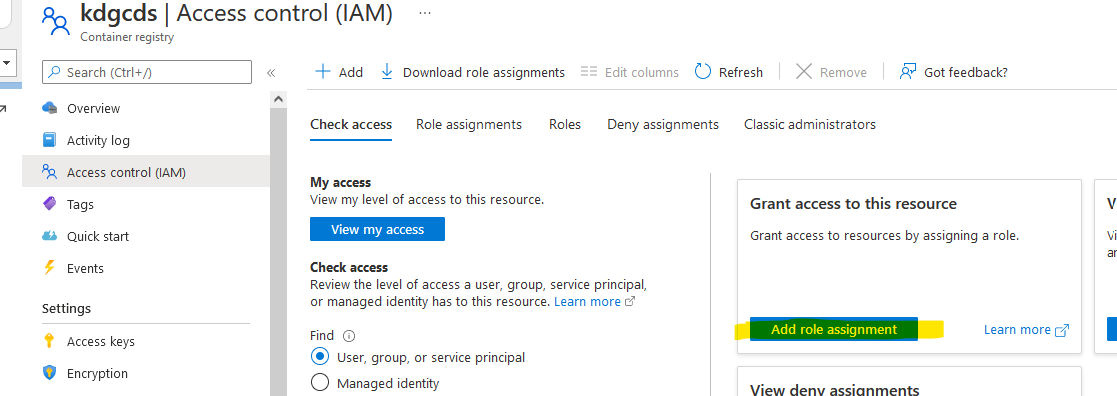 kdgcds | Access control (IAM) ...
Container registry
Search (Ctrl+/) «
Add Download role assignments Edit columns Refresh Remove Got feedback?
Overview
Activity log
Access control (IAM)
Tags
Quick start
Events
Settings
Access keys
Encryption
Check access Role assignments Roles Deny assignments Classic administrators
My access
View my level of access to this resource.
View my access
Check access
Review the level of access a user, group, service principal,
or managed identity has to this resource. Learn more
Find
User, group, or service principal
Managed identity
Grant access to this resource
Grant access to resources by assigning a role.
Add role assignment Learn more
View deny assignments